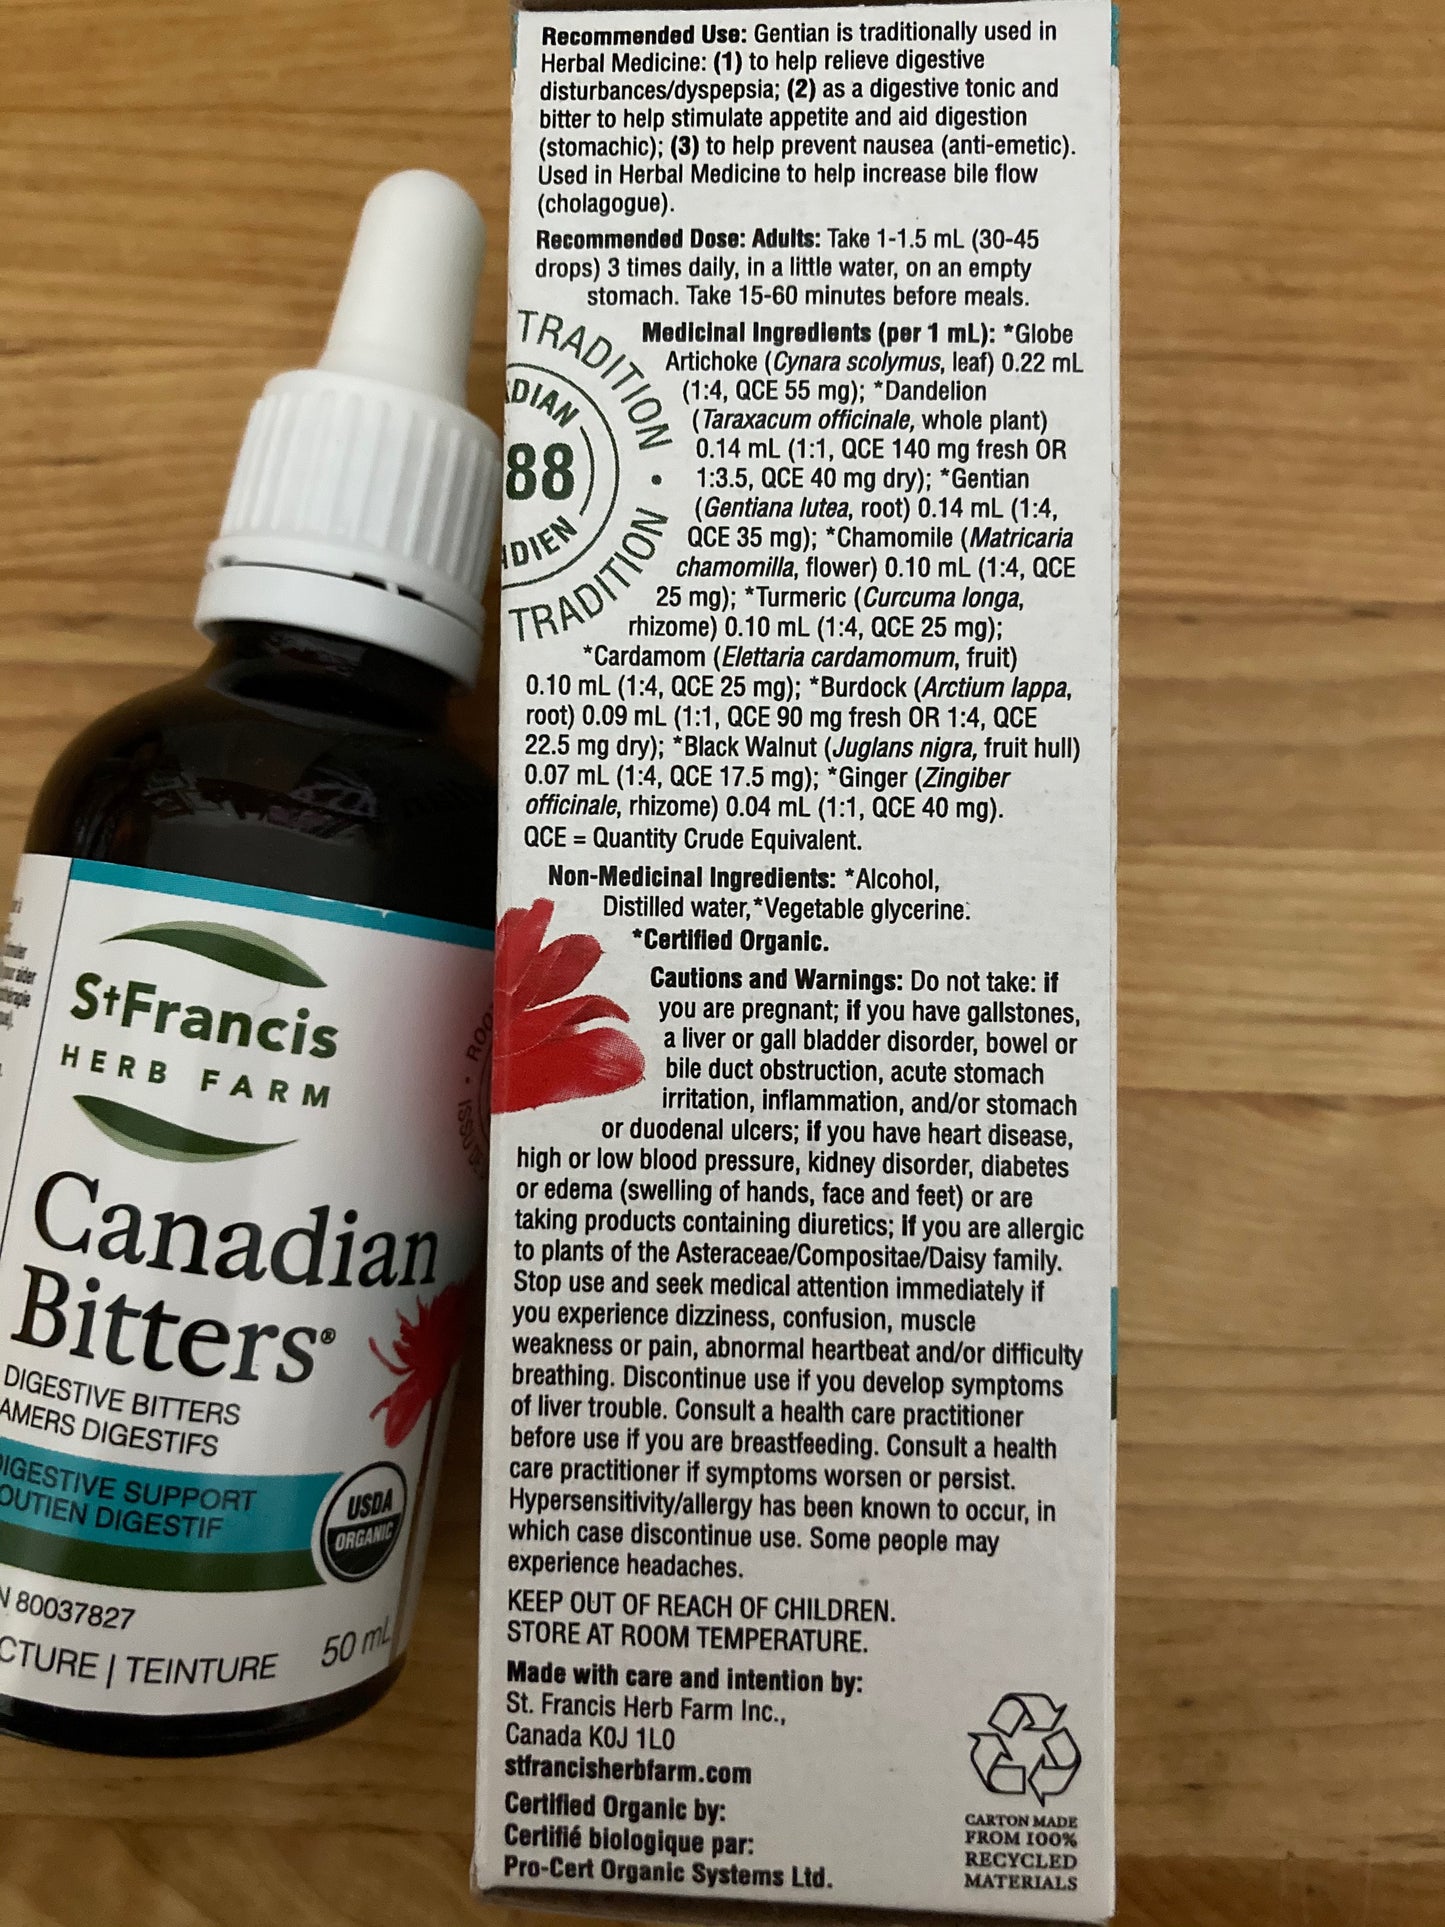 Recommended Use: Gentian is traditionally used in
Herbal Medicine: (1) to help relieve digestive
disturbances/dyspepsia; (2) as a digestive tonic and
bitter to help stimulate appetite and aid digestion
(stomachic); (3) to help prevent nausea (anti-emetic).
Used in Herbal Medicine to help increase bile flow
(cholagogue).
Recommended Dose: Adults: Take 1-1.5 mL (30-45
drops) 3 times daily, in a little water, on an empty
stomach. Take 15-60 minutes before meals.
Medicinal Ingredients (per 1 mL): *Globe
Artichoke (Cynara scolymus, leaf) 0.22 mL
(1:4, QCE 55 mg); *Dandelion
(Taraxacum officinale, whole plant)
0.14 mL (1:1, QCE 140 mg fresh OR
1:3.5, QCE 40 mg dry); *Gentian
(Gentiana lutea, root) 0.14 mL (1:4,
QCE 35 mg); *Chamomile (Matricaria
chamomilla, flower) 0.10 mL (1:4, QCE
25 mg); *Turmeric (Curcuma longa,
rhizome) 0.10 mL (1:4, QCE 25 mg);
*Cardamom (Elettaria cardamomum, fruit)
0.10 mL (1:4, QCE 25 mg); *Burdock (Arctium lappa,
root) 0.09 mL (1:1, QCE 90 mg fresh OR 1:4, QCE
22.5 mg dry); *Black Walnut (Juglans nigra, fruit hull)
0.07 mL (1:4, QCE 17.5 mg); *Ginger (Zingiber
officinale, rhizome) 0.04 mL (1:1, QCE 40 mg).
QCE = Quantity Crude Equivalent.
Non-Medicinal Ingredients: *Alcohol,
Distilled water,*Vegetable glycerine.
*Certified Organic.
Cautions and Warnings: Do not take: if
you are pregnant; if you have gallstones,
a liver or gall bladder disorder, bowel or
bile duct obstruction, acute stomach
irritation, inflammation, and/or stomach
or duodenal ulcers; if you have heart disease,
high or low blood pressure, kidney disorder, diabetes
or edema (swelling of hands, face and feet) or are
taking products containing diuretics; if you are allergic
to plants of the Asteraceae/Compositae/Daisy family.
Stop use and seek medical attention immediately if
you experience dizziness, confusion, muscle
weakness or pain, abnormal heartbeat and/or difficulty
breathing. Discontinue use if you develop symptoms
of liver trouble. Consult a health care practitioner
before use if you are breastfeeding. Consult a health
care practitioner if symptoms worsen or persist.
Hypersensitivity/allergy has been known to occur, in
which case discontinue use. Some people may
experience headaches.
KEEP OUT OF REACH OF CHILDREN.
STORE AT ROOM TEMPERATURE.
Made with care and intention by:
St. Francis Herb Farm Inc.,
Canada K0J 1L0
stfrancisherbfarm.com
Certified Organic by:
Certifié biologique par:
Pro-Cert Organic Systems Ltd.
CARTON MADE
FROM 100%
RECYCLED
MATERIALS
TRADITION •
DIAN
88
DIEN
TRADITION
StFrancis
HERB FARM
Canadian
Bitters®
DIGESTIVE BITTERS
AMERS DIGESTIFS
DIGESTIVE SUPPORT
OUTIEN DIGESTIF
USDA
ORGANIC
N 80037827
CTURE | TEINTURE
50 mL